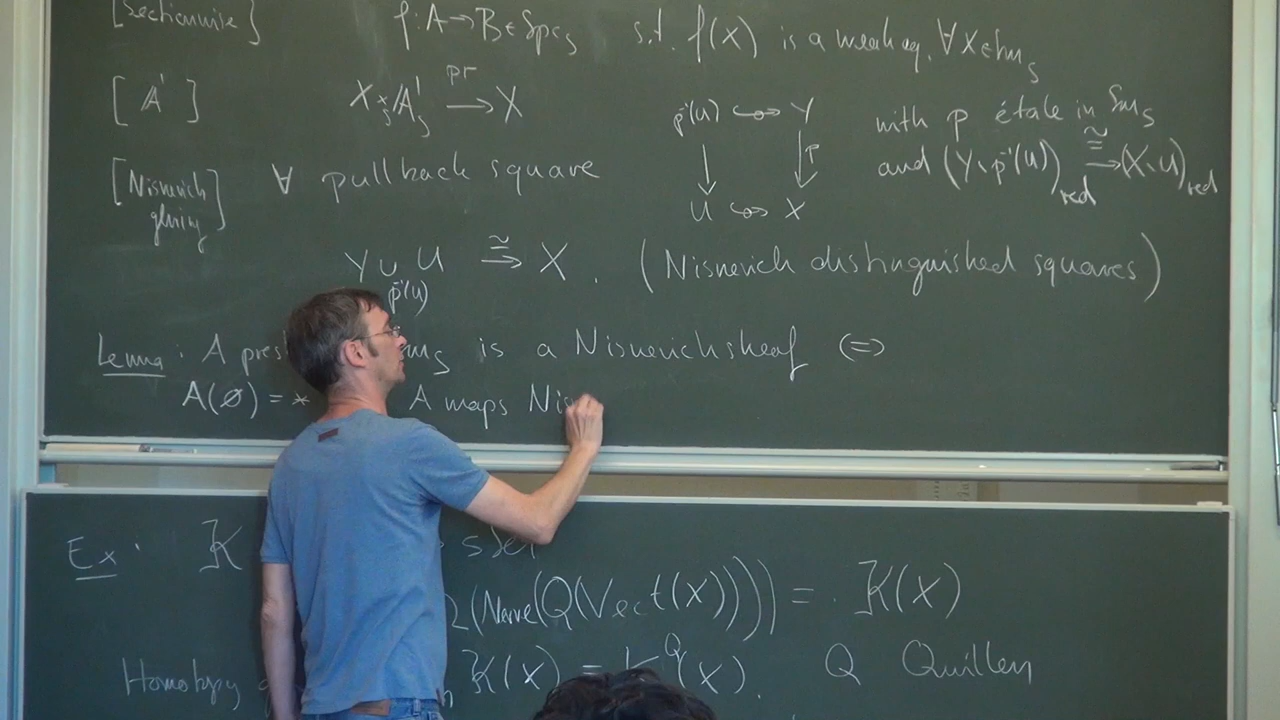 [Sectionwise] f: A → B ∈ Spc_S s.t. f(X) is a weak eq. ∀ X ∈ Sm_S
[𝔸¹] X ×_S 𝔸¹_S —pr→ X
p⁻¹(U) ↪ Y with p étale in Sm_S
↓ ↓ p and (Y \ p⁻¹(U))_red →≅ (X \ U)_red
[Nisnevich gluing] ∀ pullback square
U ↪ X
Y ∪_{p⁻¹(U)} U →≅ X . (Nisnevich distinguished squares)
Lemma: A pres Sm_S is a Nisnevich sheaf ⟺
A(∅) = * A maps Nis
Ex: K sSet
Ω(Nerve(Q(Vect(X)))) = K(X)
Homotopy K(X) = K^Q(X). Q Quillen